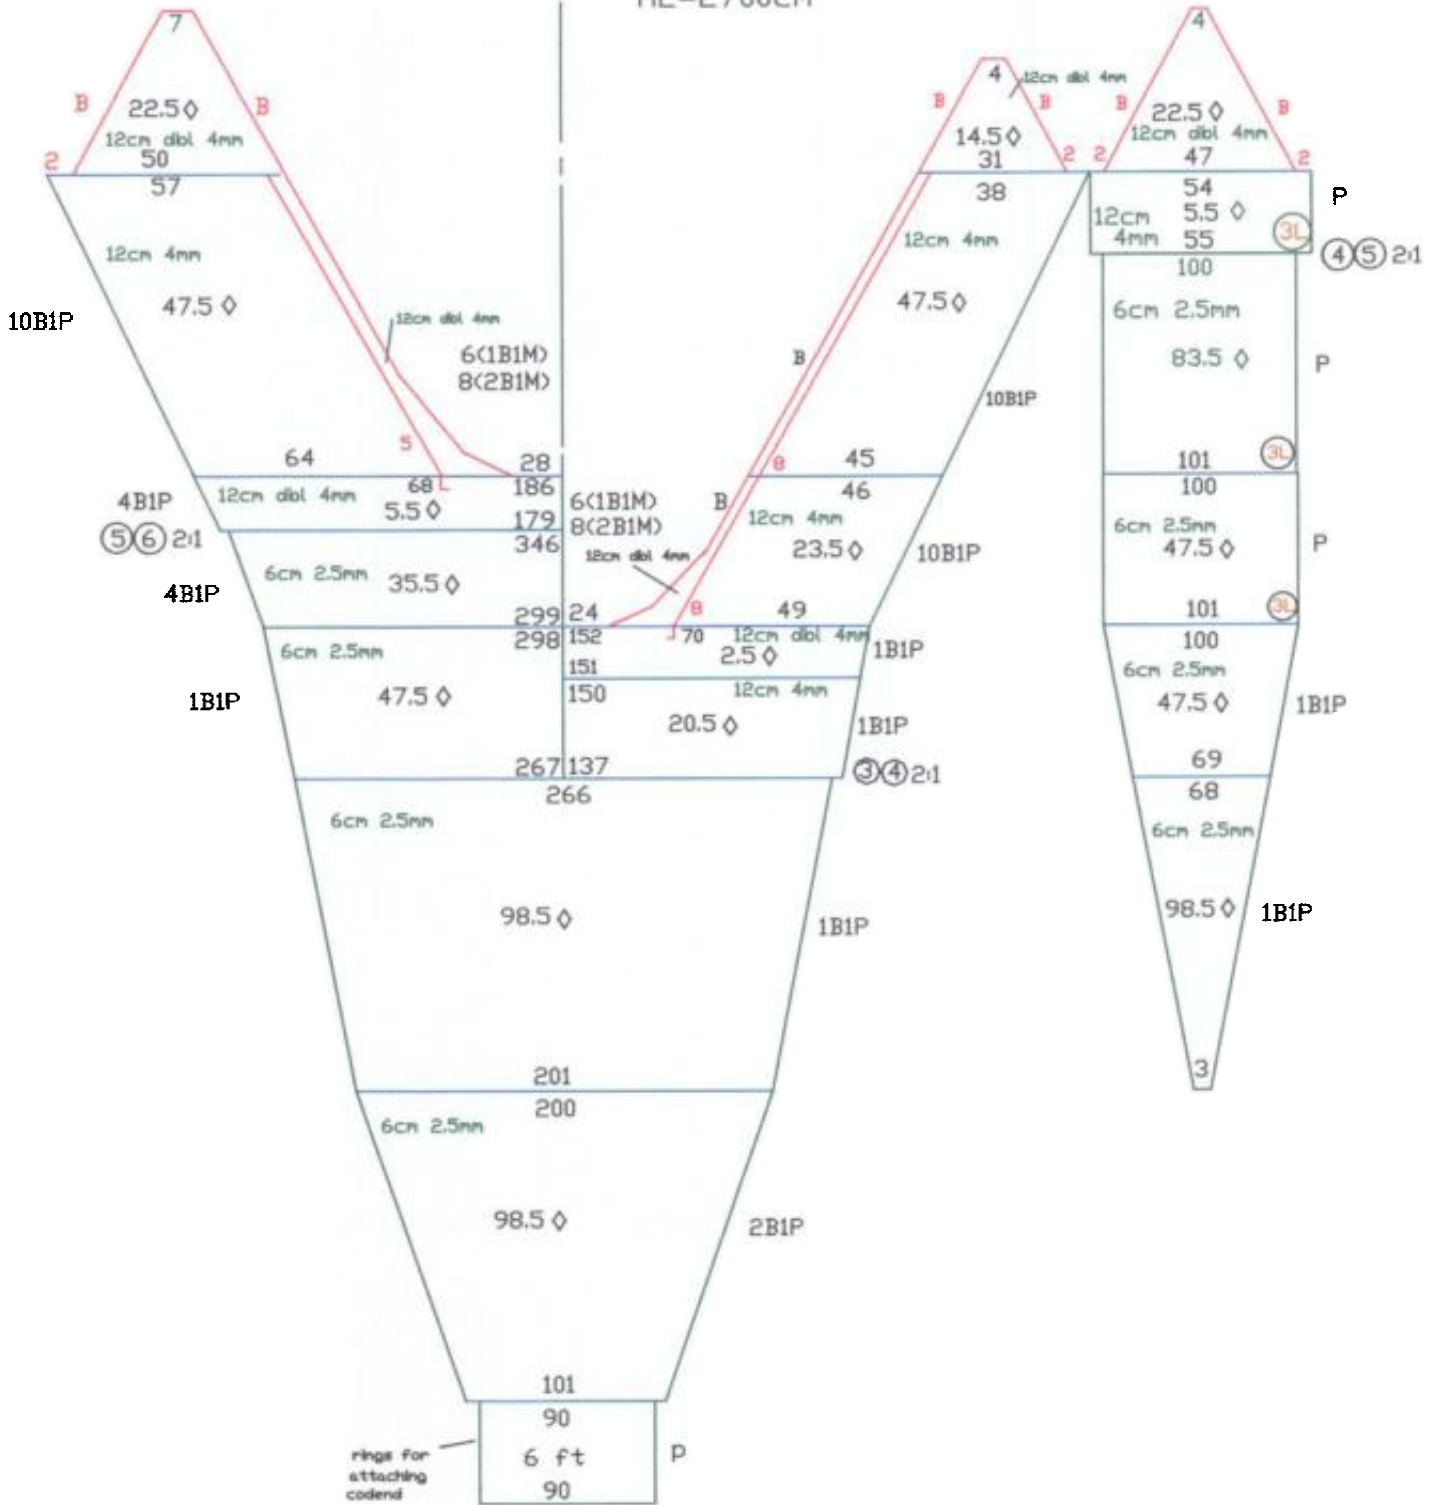 7
B
22.5◊
B
12cm dbl 4mm
50
2
57
12cm 4mm
47.5◊
10B1P
12cm dbl 4mm
6(1B1M)
8(2B1M)
5
64
28
68
186
12cm dbl 4mm
5.5◊
179
4B1P
⑤⑥ 2:1
346
6cm 2.5mm
35.5◊
4B1P
299
298
6cm 2.5mm
47.5◊
1B1P
267
4
12cm dbl 4mm
B
B
14.5◊
31
2
38
12cm 4mm
47.5◊
B
10B1P
8
45
46
6(1B1M)
8(2B1M)
B
12cm 4mm
23.5◊
12cm dbl 4mm
10B1P
24
8
49
152
70
12cm dbl 4mm
2.5◊
1B1P
151
150
12cm 4mm
20.5◊
1B1P
137
③④2:1
266
6cm 2.5mm
98.5◊
1B1P
201
200
6cm 2.5mm
98.5◊
2B1P
101
90
6 ft
90
P
rings for
attaching
codend
4
B
B
22.5◊
12cm dbl 4mm
2
47
2
54
P
12cm
4mm
5.5◊
3L
55
④⑤ 2:1
100
6cm 2.5mm
83.5◊
P
3L
101
100
6cm 2.5mm
47.5◊
P
101
3L
100
6cm 2.5mm
47.5◊
1B1P
69
68
6cm 2.5mm
98.5◊
1B1P
3